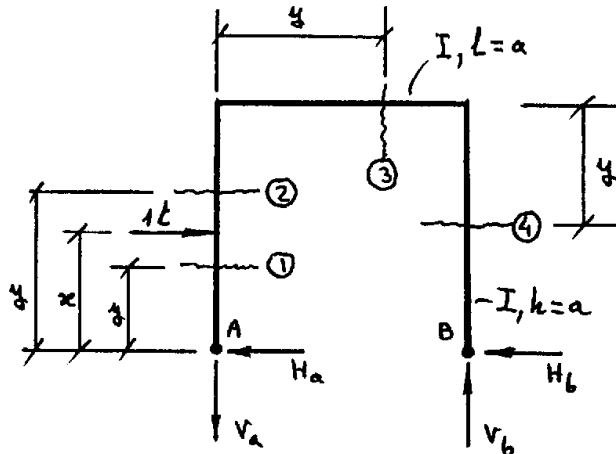 y
I, l=a
②
③
y
1t
④
y
x
y
①
I, h=a
A
B
Ha
Hb
Va
Vb